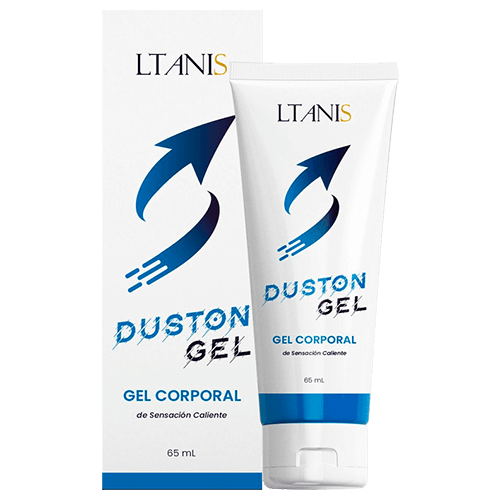 LTANIS
DUSTON
GEL
GEL CORPORAL
de Sensación Caliente
65 mL
LTANIS
DUSTON
GEL
GEL CORPORAL
de Sensación Caliente
65 mL